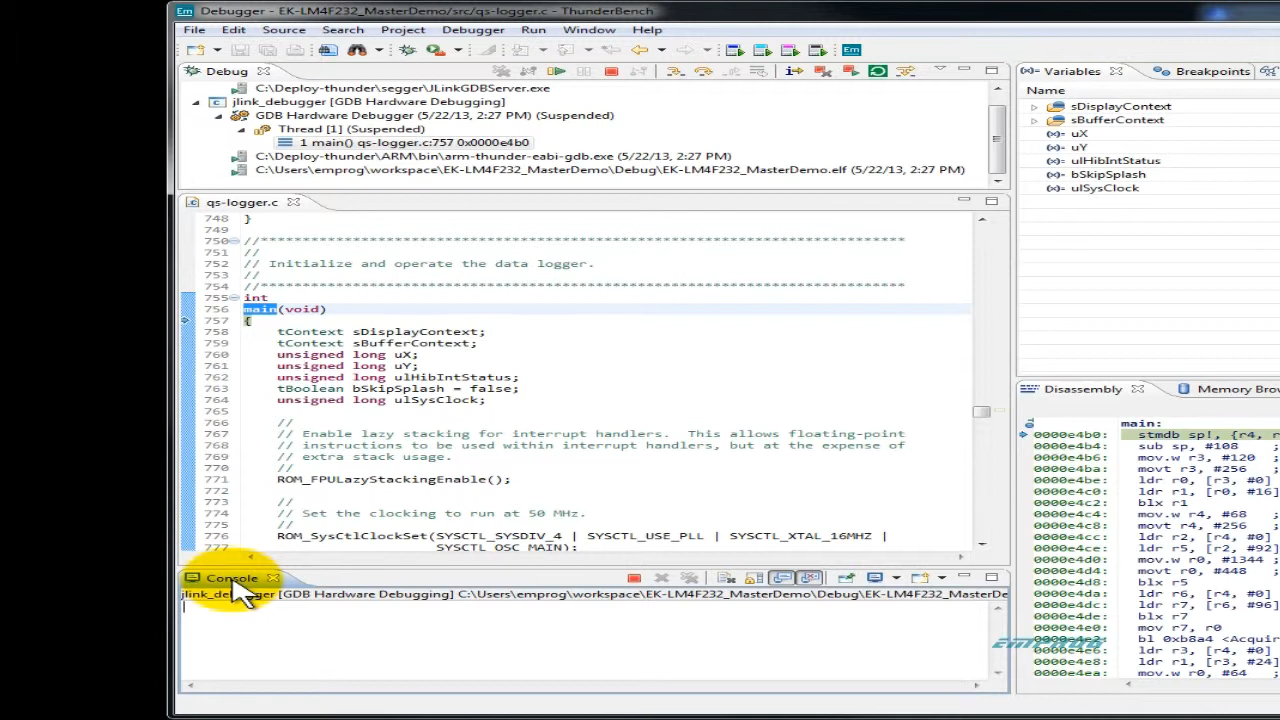 Em Debugger - EK-LM4F232_MasterDemo/src/qs-logger.c - ThunderBench
File Edit Source Search Project Debugger Run Window Help
Em
Debug
C:\Deploy-thunder\segger\JLinkGDBServer.exe
jlink_debugger [GDB Hardware Debugging]
GDB Hardware Debugging (5/22/13, 2:27 PM) (Suspended)
Thread [1] (Suspended)
1 main() qs-logger.c:757 0x0000e4b0
C:\Deploy-thunder\ARM\bin\arm-thunder-eabi-gdb.exe (5/22/13, 2:27 PM)
C:\Users\emprog\workspace\EK-LM4F232_MasterDemo\Debug\EK-LM4F232_MasterDemo.elf (5/22/13, 2:27 PM)
(x)= Variables Breakpoints
Name
sDisplayContext
sBufferContext
(x)= uX
(x)= uY
(x)= ulHibIntStatus
(x)= bSkipSplash
(x)= ulSysClock
qs-logger.c
748 }
749
750 //*****************************************************************************
751 //
752 // Initialize and operate the data logger.
753 //
754 //*****************************************************************************
755 int
756 main(void)
757 {
758 tContext sDisplayContext;
759 tContext sBufferContext;
760 unsigned long uX;
761 unsigned long uY;
762 unsigned long ulHibIntStatus;
763 tBoolean bSkipSplash = false;
764 unsigned long ulSysClock;
765
766 //
767 // Enable lazy stacking for interrupt handlers. This allows floating-point
768 // instructions to be used within interrupt handlers, but at the expense of
769 // extra stack usage.
770 //
771 ROM_FPULazyStackingEnable();
772
773 //
774 // Set the clocking to run at 50 MHz.
775 //
776 ROM_SysCtlClockSet(SYSCTL_SYSDIV_4 | SYSCTL_USE_PLL | SYSCTL_XTAL_16MHZ |
777 SYSCTL_OSC_MAIN);
Disassembly Memory Brow
main:
0000e4b0: stmdb sp!, {r4, r
0000e4b4: sub sp, #108
0000e4b6: mov.w r3, #120 ;
0000e4ba: movt r3, #256 ;
0000e4be: ldr r0, [r3, #0]
0000e4c0: ldr r1, [r0, #16]
0000e4c2: blx r1
0000e4c4: mov.w r4, #68 ;
0000e4c8: movt r4, #256 ;
0000e4cc: ldr r2, [r4, #0] ;
0000e4ce: ldr r5, [r2, #92]
0000e4d0: mov.w r0, #1344 ;
0000e4d4: movt r0, #448 ;
0000e4d8: blx r5
0000e4da: ldr r6, [r4, #0] ;
0000e4dc: ldr r7, [r6, #96]
0000e4de: blx r7
0000e4e0: mov r7, r0
0000e4e2: bl 0xb8a4 <Acqui
0000e4e6: ldr r3, [r4, #0] ;
0000e4e8: ldr r1, [r3, #24]
0000e4ea: mov.w r0, #64 ;
Console
jlink_debugger [GDB Hardware Debugging] C:\Users\emprog\workspace\EK-LM4F232_MasterDemo\Debug\EK-LM4F232_MasterDe
EMPROG